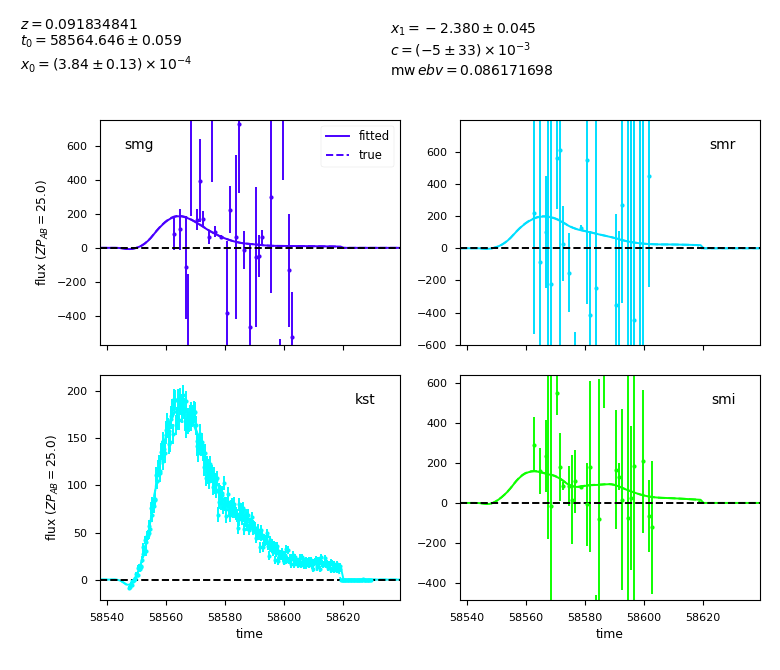 z = 0.091834841
t₀ = 58564.646 ± 0.059
x₀ = (3.84 ± 0.13) × 10⁻⁴
x₁ = −2.380 ± 0.045
c = (−5 ± 33) × 10⁻³
mw ebv = 0.086171698
smg
fitted
true
600
400
200
0
−200
−400
flux (ZP_AB = 25.0)
smr
600
400
200
0
−200
−400
−600
kst
200
150
100
50
0
flux (ZP_AB = 25.0)
58540 58560 58580 58600 58620
time
smi
600
400
200
0
−200
−400
58540 58560 58580 58600 58620
time